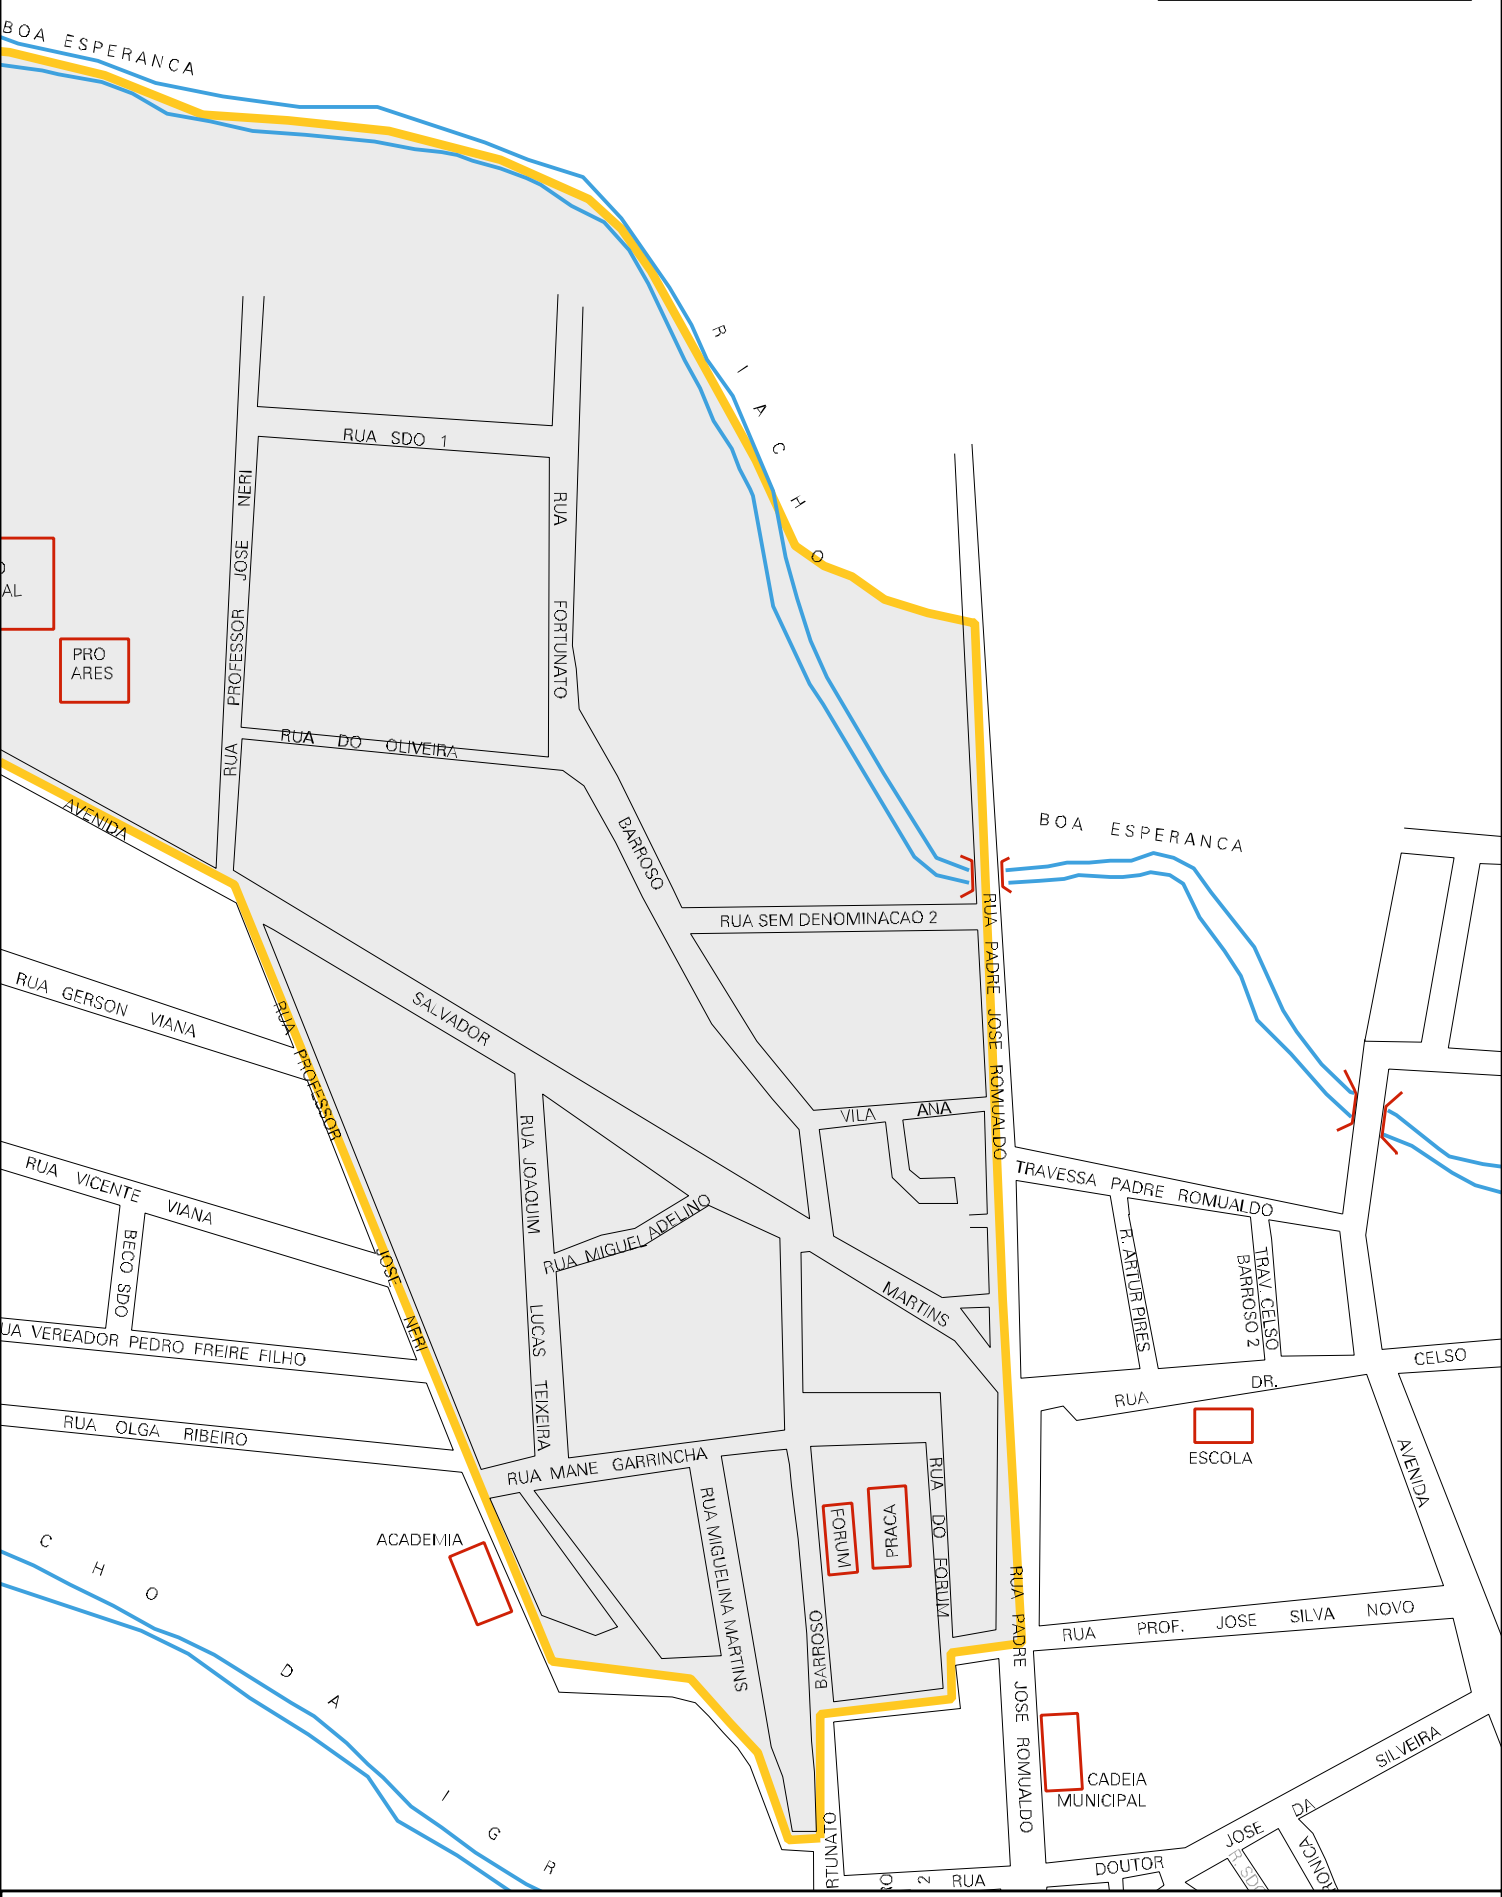 BOA ESPERANCA
RIACHO
RUA SDO 1
RUA PROFESSOR JOSE NERI
RUA FORTUNATO BARROSO
AL
PRO
ARES
RUA DO OLIVEIRA
AVENIDA
BOA ESPERANCA
RUA SEM DENOMINACAO 2
RUA PADRE JOSE ROMUALDO
RUA GERSON VIANA
SALVADOR
RUA PROFESSOR JOSE NERI
VILA ANA
RUA JOAQUIM LUCAS TEIXEIRA
RUA VICENTE VIANA
TRAVESSA PADRE ROMUALDO
RUA MIGUEL ADELINO
BECO SDO
R. ARTUR PIRES
TRAV. CELSO
BARROSO 2
MARTINS
UA VEREADOR PEDRO FREIRE FILHO
CELSO
RUA DR.
RUA OLGA RIBEIRO
RUA MANE GARRINCHA
ESCOLA
AVENIDA
RUA MIGUELINA MARTINS
FORUM
PRACA
RUA DO FORUM
ACADEMIA
CHO DA IGR
BARROSO
RUA PADRE JOSE ROMUALDO
RUA PROF. JOSE SILVA NOVO
CADEIA
MUNICIPAL
SILVEIRA
DA
JOSE
RTUNATO
RO 2 RUA
DOUTOR
R. SDO
RONICA